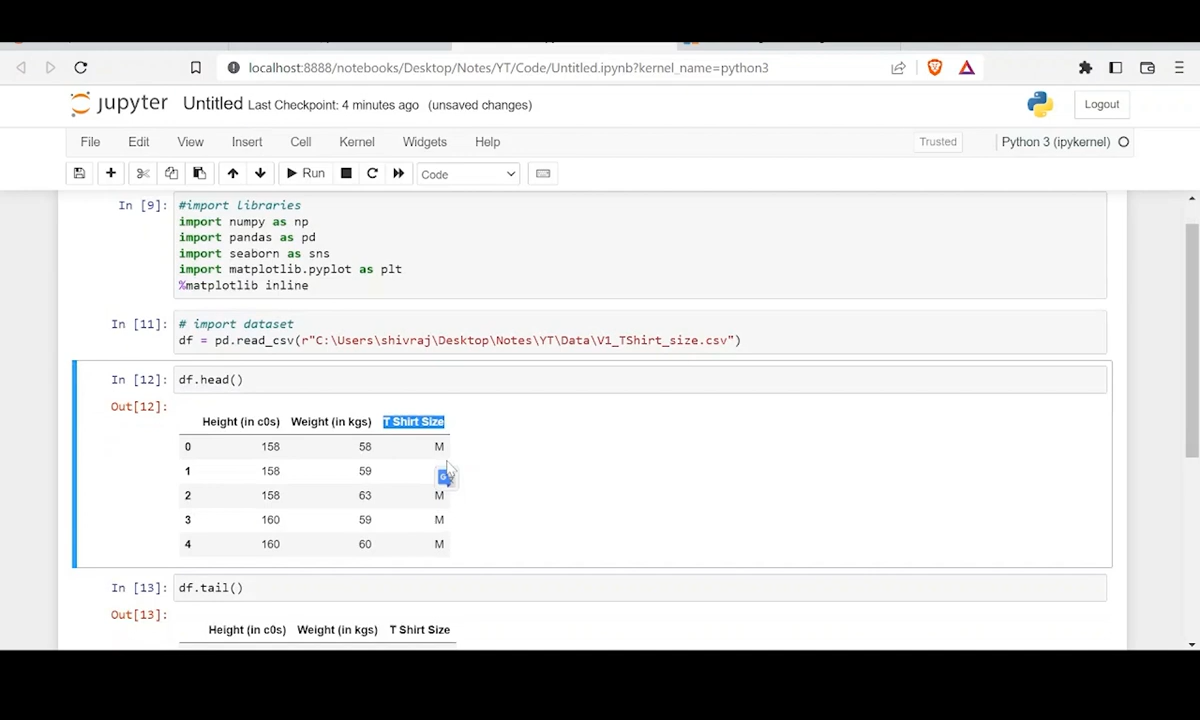 localhost:8888/notebooks/Desktop/Notes/YT/Code/Untitled.ipynb?kernel_name=python3
jupyter Untitled Last Checkpoint: 4 minutes ago (unsaved changes) Logout
File Edit View Insert Cell Kernel Widgets Help Trusted Python 3 (ipykernel)
Run Code
In [9]: #import libraries
import numpy as np
import pandas as pd
import seaborn as sns
import matplotlib.pyplot as plt
%matplotlib inline
In [11]: # import dataset
df = pd.read_csv(r"C:\Users\shivraj\Desktop\Notes\YT\Data\V1_TShirt_size.csv")
In [12]: df.head()
Out[12]:
Height (in c0s) Weight (in kgs) T Shirt Size
0 158 58 M
1 158 59
2 158 63 M
3 160 59 M
4 160 60 M
In [13]: df.tail()
Out[13]:
Height (in c0s) Weight (in kgs) T Shirt Size